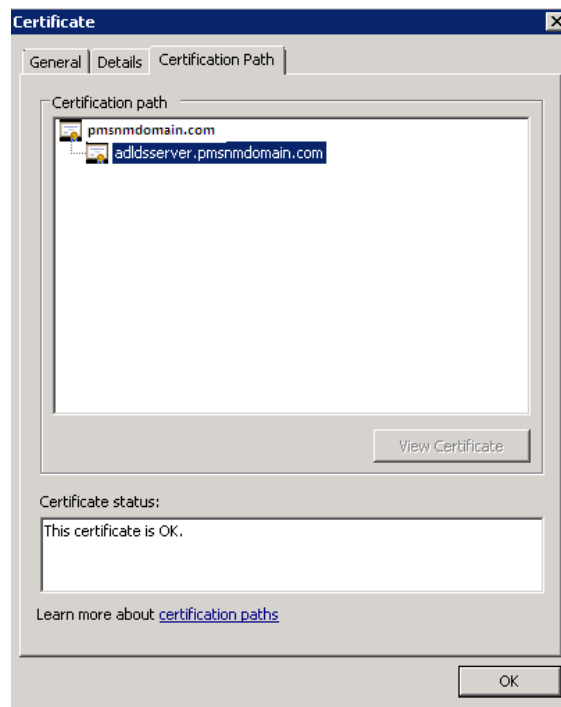 Certificate
General Details Certification Path
Certification path
pmsnmdomain.com
adldsserver.pmsnmdomain.com
View Certificate
Certificate status:
This certificate is OK.
Learn more about certification paths
OK